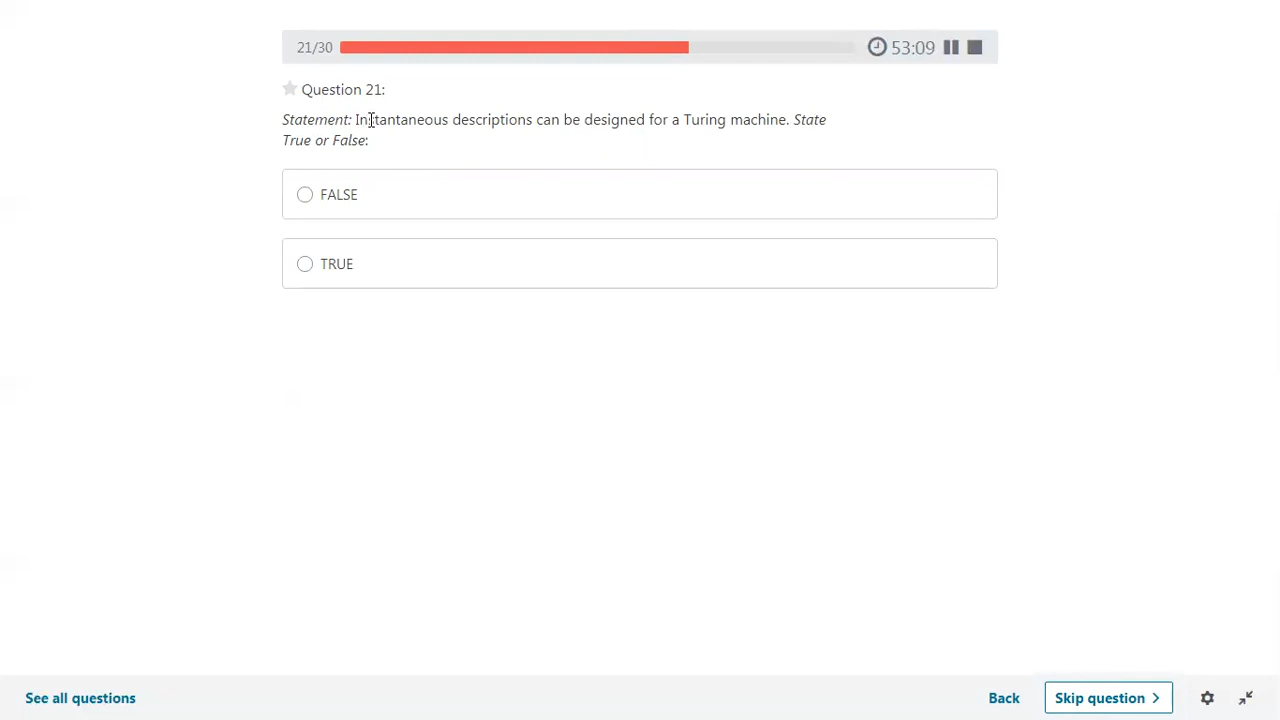 21/30 53:09
Question 21:
Statement: Instantaneous descriptions can be designed for a Turing machine. State
True or False:
FALSE
TRUE
See all questions Back Skip question